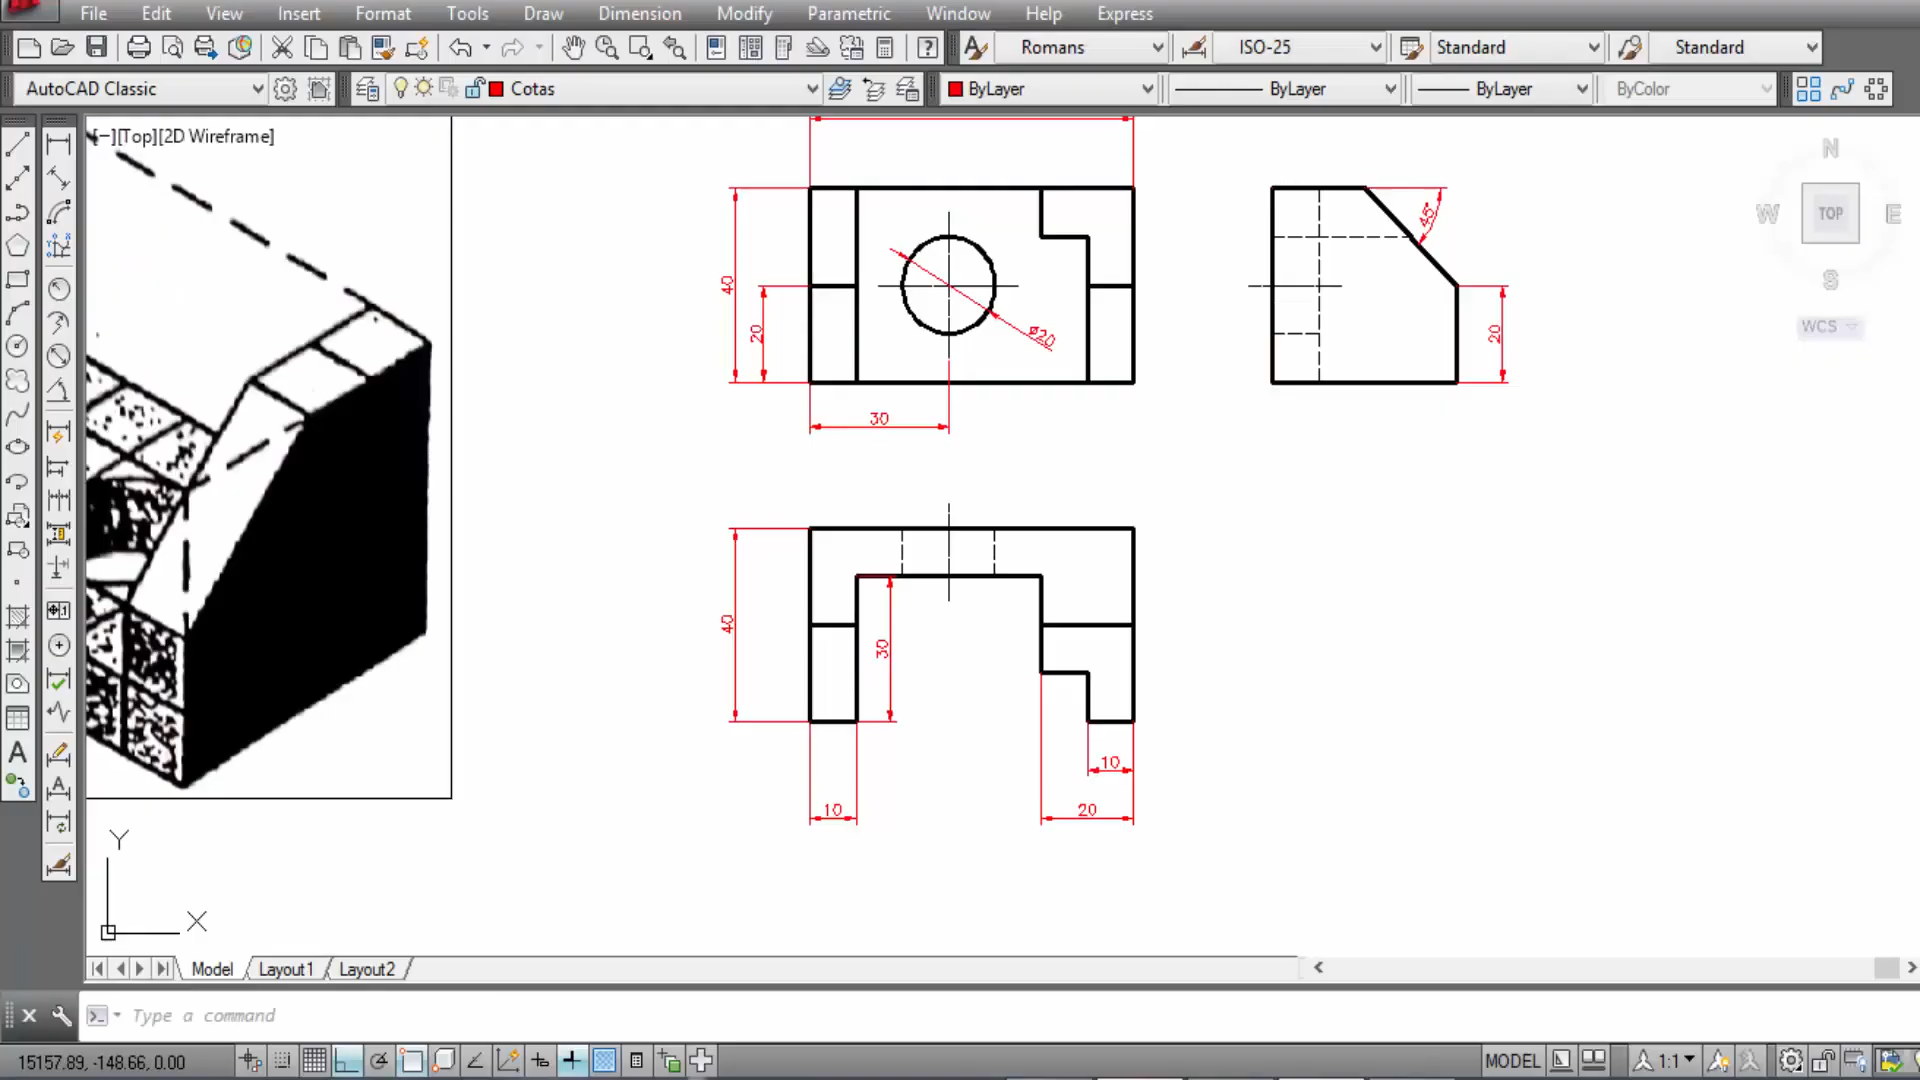 File Edit View Insert Format Tools Draw Dimension Modify Parametric Window Help Express
Romans ISO-25 Standard Standard
AutoCAD Classic Cotas ByLayer ByLayer ByLayer ByColor
[−][Top][2D Wireframe]
N
W TOP E
S
WCS
40
20
⌀20
30
45°
20
40
30
10
10
20
Y
X
Model Layout1 Layout2
Type a command
15157.89, -148.66, 0.00 MODEL 1:1